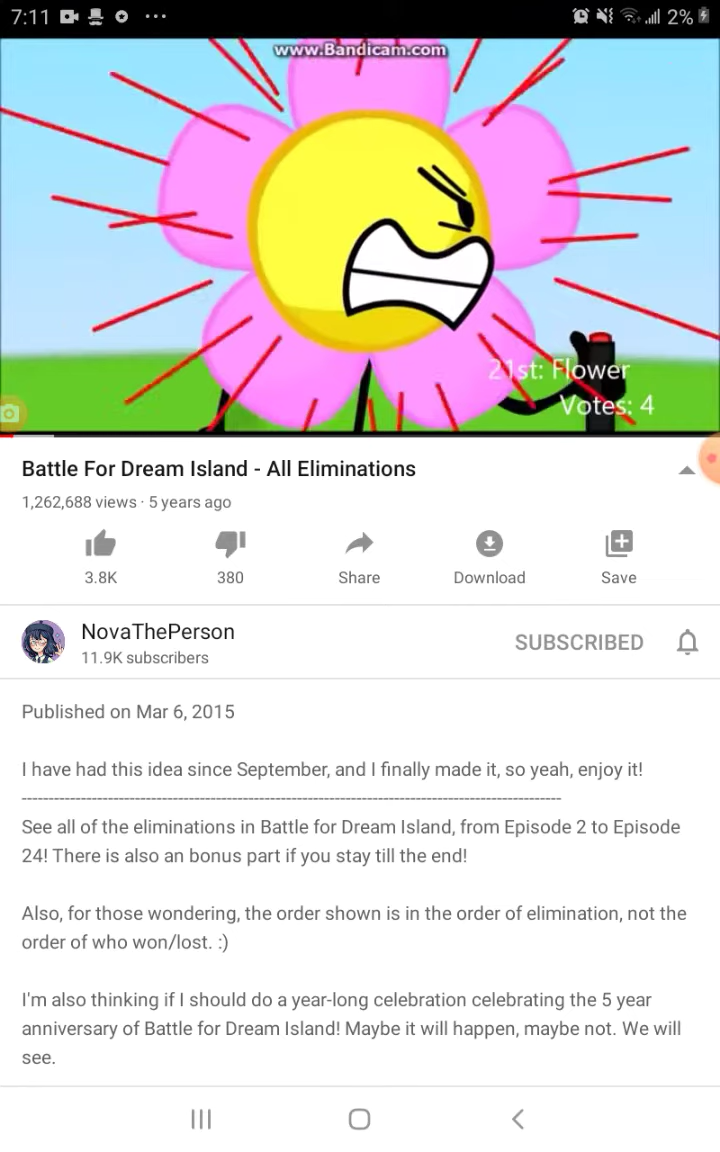 7:11 2%
www.Bandicam.com
21st: Flower
Votes: 4
Battle For Dream Island - All Eliminations
1,262,688 views · 5 years ago
3.8K 380 Share Download Save
NovaThePerson
11.9K subscribers
SUBSCRIBED
Published on Mar 6, 2015
I have had this idea since September, and I finally made it, so yeah, enjoy it!
--------------------------------------------------------------------------------------------------
See all of the eliminations in Battle for Dream Island, from Episode 2 to Episode
24! There is also an bonus part if you stay till the end!
Also, for those wondering, the order shown is in the order of elimination, not the
order of who won/lost. :)
I'm also thinking if I should do a year-long celebration celebrating the 5 year
anniversary of Battle for Dream Island! Maybe it will happen, maybe not. We will
see.